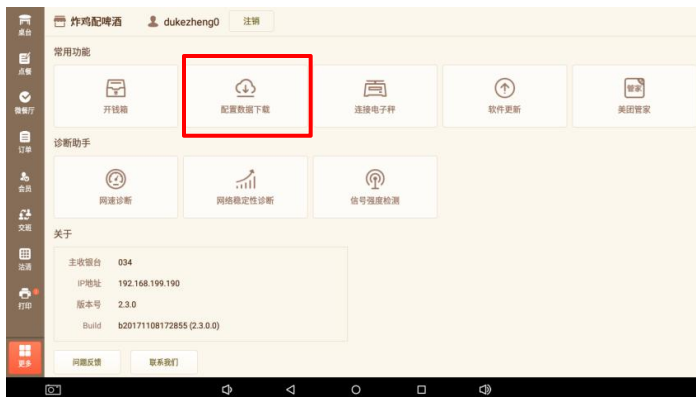 炸鸡配啤酒 dukezheng0 注销
桌台
点餐
微餐厅
订单
会员
交班
沽清
打印
更多
常用功能
开钱箱 配置数据下载 连接电子秤 软件更新 管家 美团管家
诊断助手
网速诊断 网络稳定性诊断 信号强度检测
关于
主收银台 034
IP地址 192.168.199.190
版本号 2.3.0
Build b20171108172855 (2.3.0.0)
问题反馈 联系我们